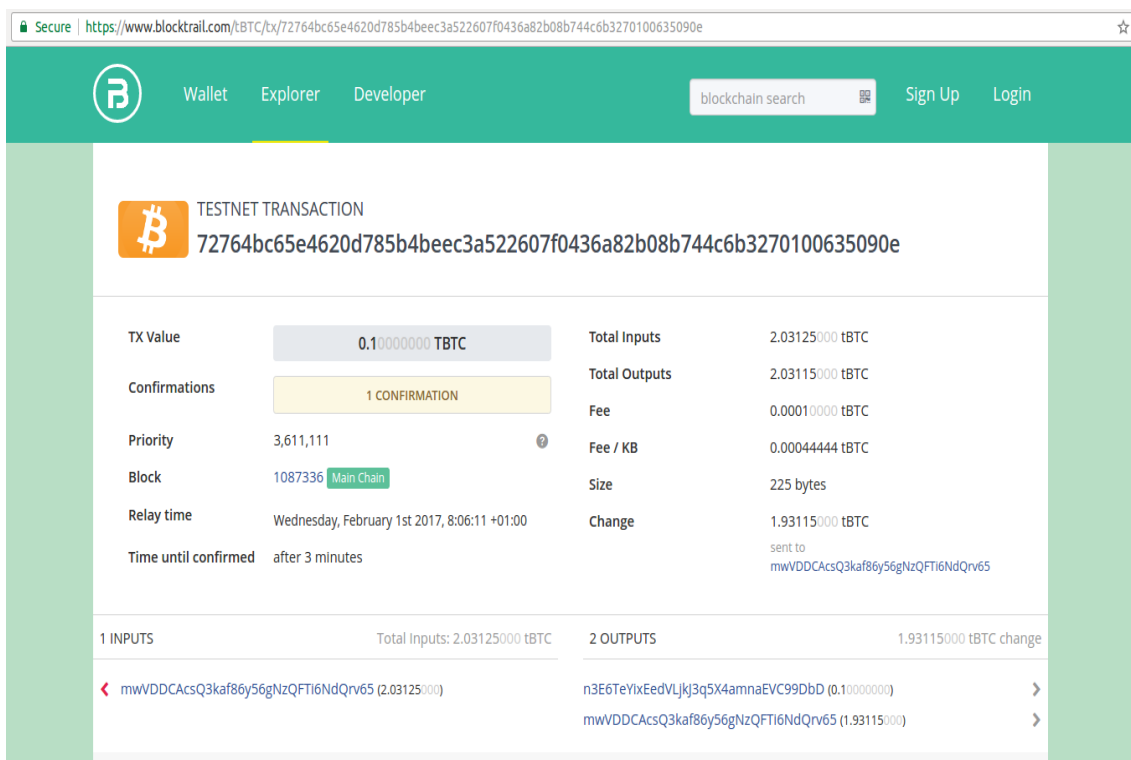 Secure https://www.blocktrail.com/tBTC/tx/72764bc65e4620d785b4beec3a522607f0436a82b08b744c6b3270100635090e
B Wallet Explorer Developer blockchain search Sign Up Login
TESTNET TRANSACTION
72764bc65e4620d785b4beec3a522607f0436a82b08b744c6b3270100635090e
TX Value 0.10000000 TBTC
Confirmations 1 CONFIRMATION
Priority 3,611,111 ?
Block 1087336 Main Chain
Relay time Wednesday, February 1st 2017, 8:06:11 +01:00
Time until confirmed after 3 minutes
Total Inputs 2.03125000 tBTC
Total Outputs 2.03115000 tBTC
Fee 0.00010000 tBTC
Fee / KB 0.00044444 tBTC
Size 225 bytes
Change 1.93115000 tBTC
sent to
mwVDDCAcsQ3kaf86y56gNzQFTi6NdQrv65
1 INPUTS Total Inputs: 2.03125000 tBTC
mwVDDCAcsQ3kaf86y56gNzQFTi6NdQrv65 (2.03125000)
2 OUTPUTS 1.93115000 tBTC change
n3E6TeYixEedVLjkJ3q5X4amnaEVC99DbD (0.10000000)
mwVDDCAcsQ3kaf86y56gNzQFTi6NdQrv65 (1.93115000)